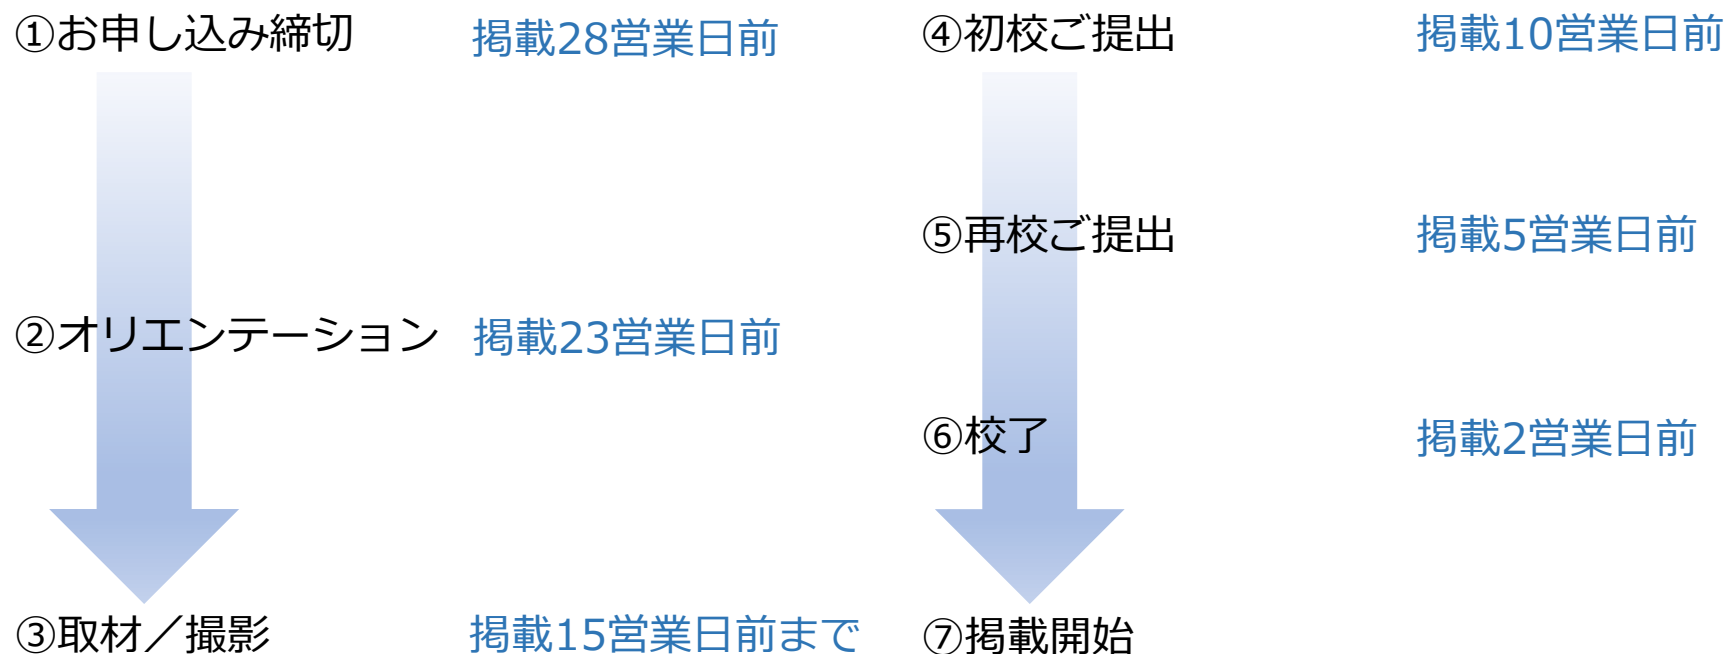 ①お申し込み締切 掲載28営業日前
②オリエンテーション 掲載23営業日前
③取材／撮影 掲載15営業日前まで
④初校ご提出 掲載10営業日前
⑤再校ご提出 掲載5営業日前
⑥校了 掲載2営業日前
⑦掲載開始